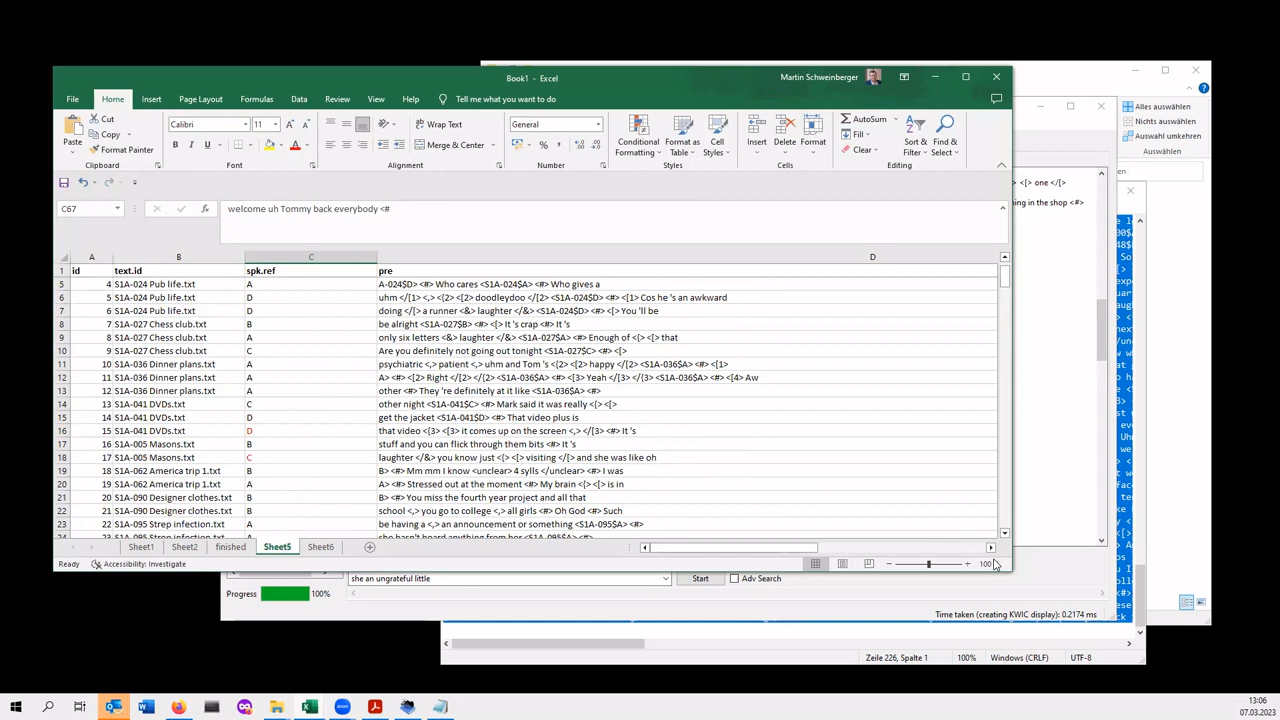 Book1 - Excel
Martin Schweinberger
File Home Insert Page Layout Formulas Data Review View Help Tell me what you want to do
Paste
Cut
Copy
Format Painter
Clipboard
Calibri 11
B I U
Font
Wrap Text
Merge & Center
Alignment
General
Number
Conditional Formatting
Format as Table
Cell Styles
Styles
Insert
Delete
Format
Cells
AutoSum
Fill
Clear
Sort & Filter
Find & Select
Editing
Alles auswählen
Nichts auswählen
Auswahl umkehren
Auswählen
C67
welcome uh Tommy back everybody <#
A B C D
1 id text.id spk.ref pre
5 4 S1A-024 Pub life.txt A A-024$D> <#> Who cares <S1A-024$A> <#> Who gives a
6 5 S1A-024 Pub life.txt D uhm </[1> <{2> <[2> doodleydoo </[2> <S1A-024$D> <#> <[1> Cos he 's an awkward
7 6 S1A-024 Pub life.txt D doing </[> a runner <&> laughter </&> <S1A-024$D> <#> <[> You 'll be
8 7 S1A-027 Chess club.txt B be alright <S1A-027$B> <#> <[> It 's crap <#> It 's
9 8 S1A-027 Chess club.txt A only six letters <&> laughter </&> <S1A-027$A> <#> Enough of <{> <[> that
10 9 S1A-027 Chess club.txt C Are you definitely not going out tonight <S1A-027$C> <#> <[>
11 10 S1A-036 Dinner plans.txt A psychiatric <,> patient <,> uhm and Tom 's <{2> <[2> happy </[2> <[1>
12 11 S1A-036 Dinner plans.txt A A> <#> <[2> Right </[2> </{2> <S1A-036$A> <#> <[3> Yeah </[3> </{3> <S1A-036$A> <#> <[4> Aw
13 12 S1A-036 Dinner plans.txt A other <#> They 're definitely at it like <S1A-036$A> <#>
14 13 S1A-041 DVDs.txt C other night <S1A-041$C> <#> Mark said it was really <{> <[>
15 14 S1A-041 DVDs.txt D get the jacket <S1A-041$D> <#> That video plus is
16 15 S1A-041 DVDs.txt D that video <{3> <[3> it comes up on the screen <,> </[3> <#> It 's
17 16 S1A-005 Masons.txt B stuff and you can flick through them bits <#> It 's
18 17 S1A-005 Masons.txt C laughter </&> you know just <{> <[> visiting </[> and she was like oh
19 18 S1A-062 America trip 1.txt B B> <#> Mm mm I know <unclear> 4 sylls </unclear> <#> I was
20 19 S1A-062 America trip 1.txt A A> <#> Stressed out at the moment <#> My brain <{> <[> is in
21 20 S1A-090 Designer clothes.txt B B> <#> You miss the fourth year project and all that
22 21 S1A-090 Designer clothes.txt B school <,> you go to college <,> all girls <#> Oh God <#> Such
23 22 S1A-095 Strep infection.txt A be having a <,> an announcement or something <S1A-095$A> <#>
Sheet1 Sheet2 finished Sheet5 Sheet6
Ready Accessibility: Investigate
100
> <[> one </[>
ning in the shop <#>
she an ungrateful little
Start
Adv Search
Progress 100%
Time taken (creating KWIC display): 0.2174 ms
Zeile 226, Spalte 1 100% Windows (CRLF) UTF-8
13:06
07.03.2023